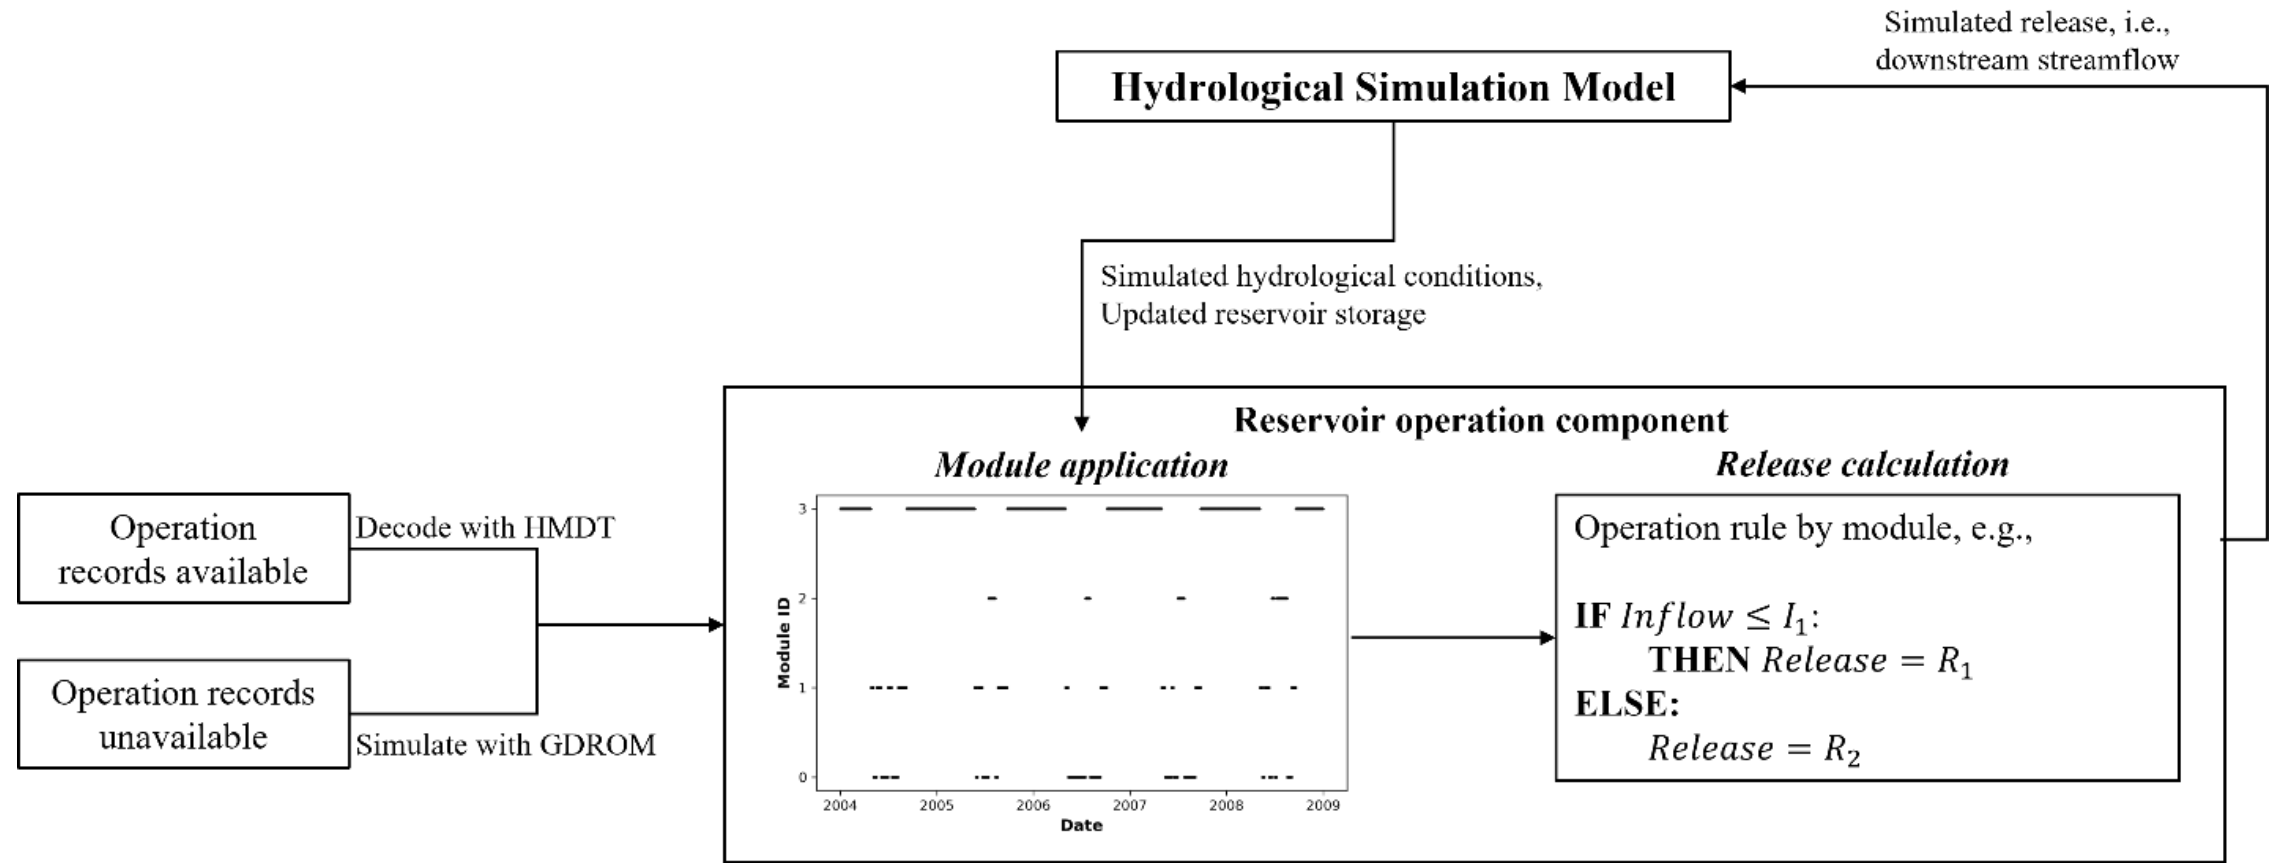 Simulated release, i.e.,
downstream streamflow
Hydrological Simulation Model
Simulated hydrological conditions,
Updated reservoir storage
Reservoir operation component
Module application
Release calculation
Operation
records available
Decode with HMDT
Operation records
unavailable
Simulate with GDROM
Module ID
3
2
1
0
2004 2005 2006 2007 2008 2009
Date
Operation rule by module, e.g.,
IF Inflow ≤ I₁:
THEN Release = R₁
ELSE:
Release = R₂